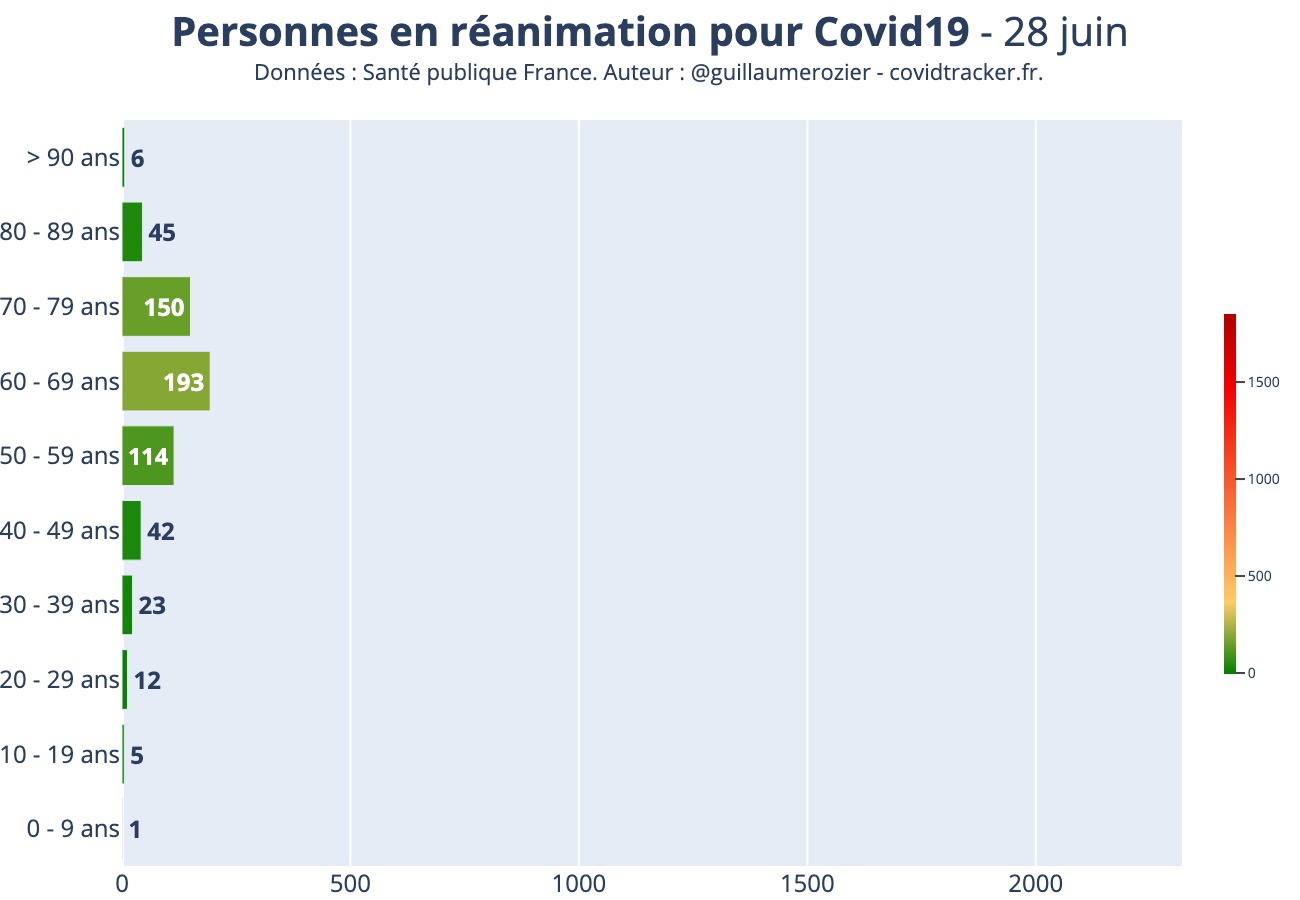 Personnes en réanimation pour Covid19 - 28 juin
Données : Santé publique France. Auteur : @guillaumerozier - covidtracker.fr.
> 90 ans 6
80 - 89 ans 45
70 - 79 ans 150
60 - 69 ans 193
50 - 59 ans 114
40 - 49 ans 42
30 - 39 ans 23
20 - 29 ans 12
10 - 19 ans 5
0 - 9 ans 1
0 500 1000 1500 2000
1500
1000
500
0